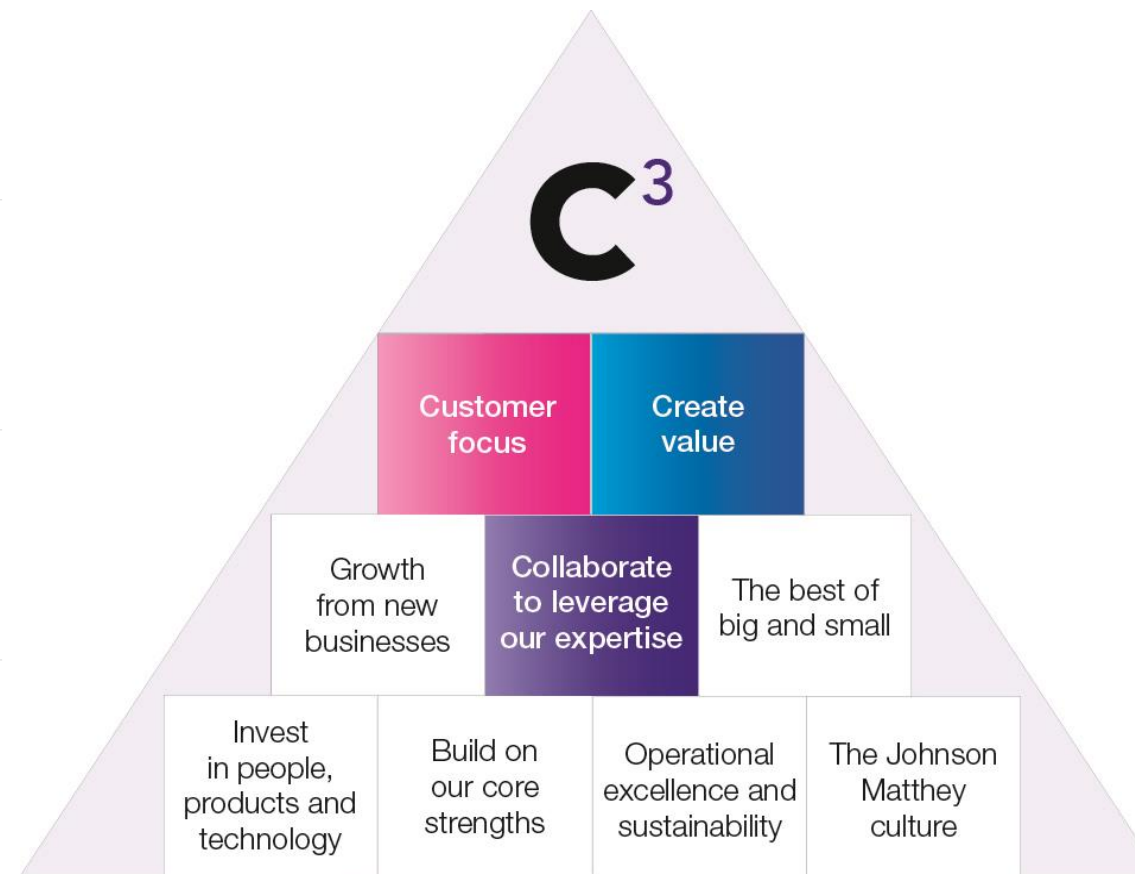 C³
Customer
focus
Create
value
Growth
from new
businesses
Collaborate
to leverage
our expertise
The best of
big and small
Invest
in people,
products and
technology
Build on
our core
strengths
Operational
excellence and
sustainability
The Johnson
Matthey
culture